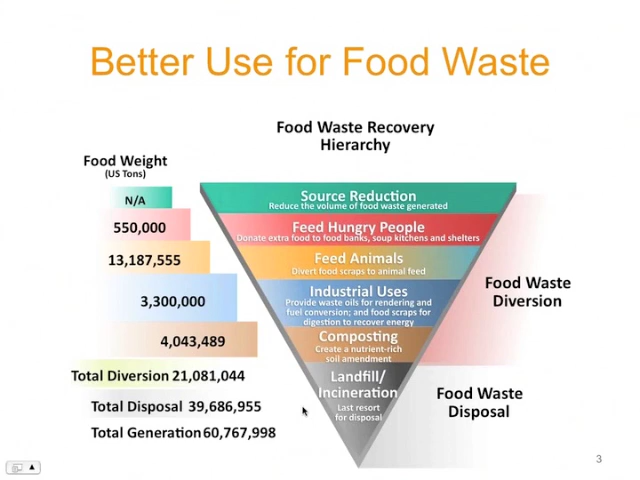 Better Use for Food Waste
Food Waste Recovery
Hierarchy
Food Weight
(US Tons)
N/A
550,000
13,187,555
3,300,000
4,043,489
Total Diversion 21,081,044
Total Disposal 39,686,955
Total Generation 60,767,998
Source Reduction
Reduce the volume of food waste generated
Feed Hungry People
Donate extra food to food banks, soup kitchens and shelters
Feed Animals
Divert food scraps to animal feed
Industrial Uses
Provide waste oils for rendering and
fuel conversion; and food scraps for
digestion to recover energy
Composting
Create a nutrient-rich
soil amendment
Landfill/
Incineration
Last resort
for disposal
Food Waste
Diversion
Food Waste
Disposal
3